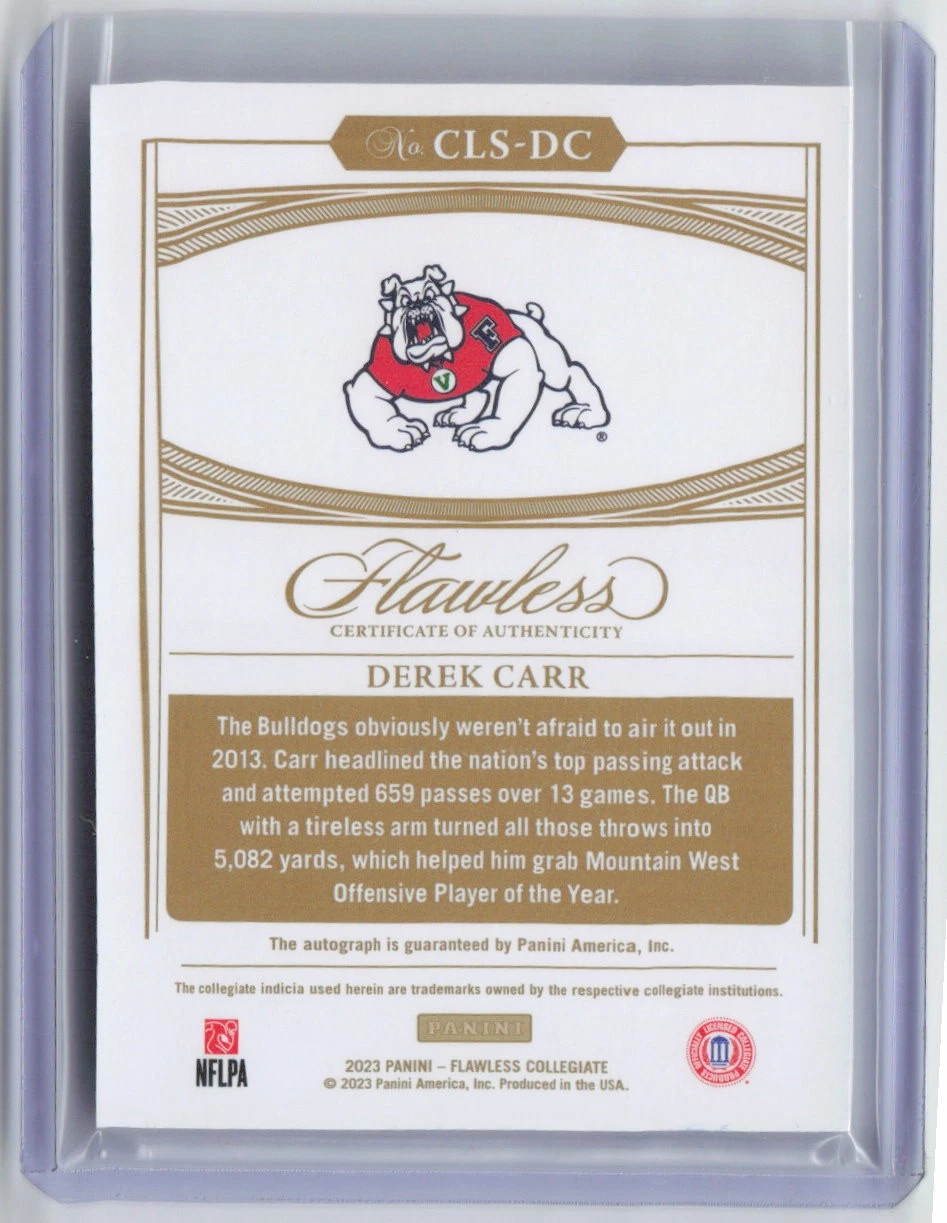 No. CLS-DC
F
V
®
Flawless
CERTIFICATE OF AUTHENTICITY
DEREK CARR
The Bulldogs obviously weren't afraid to air it out in
2013. Carr headlined the nation's top passing attack
and attempted 659 passes over 13 games. The QB
with a tireless arm turned all those throws into
5,082 yards, which helped him grab Mountain West
Offensive Player of the Year.
The autograph is guaranteed by Panini America, Inc.
The collegiate indicia used herein are trademarks owned by the respective collegiate institutions.
NFLPA
PANINI
2023 PANINI – FLAWLESS COLLEGIATE
© 2023 Panini America, Inc. Produced in the USA.
OFFICIALLY LICENSED COLLEGIATE PRODUCTS